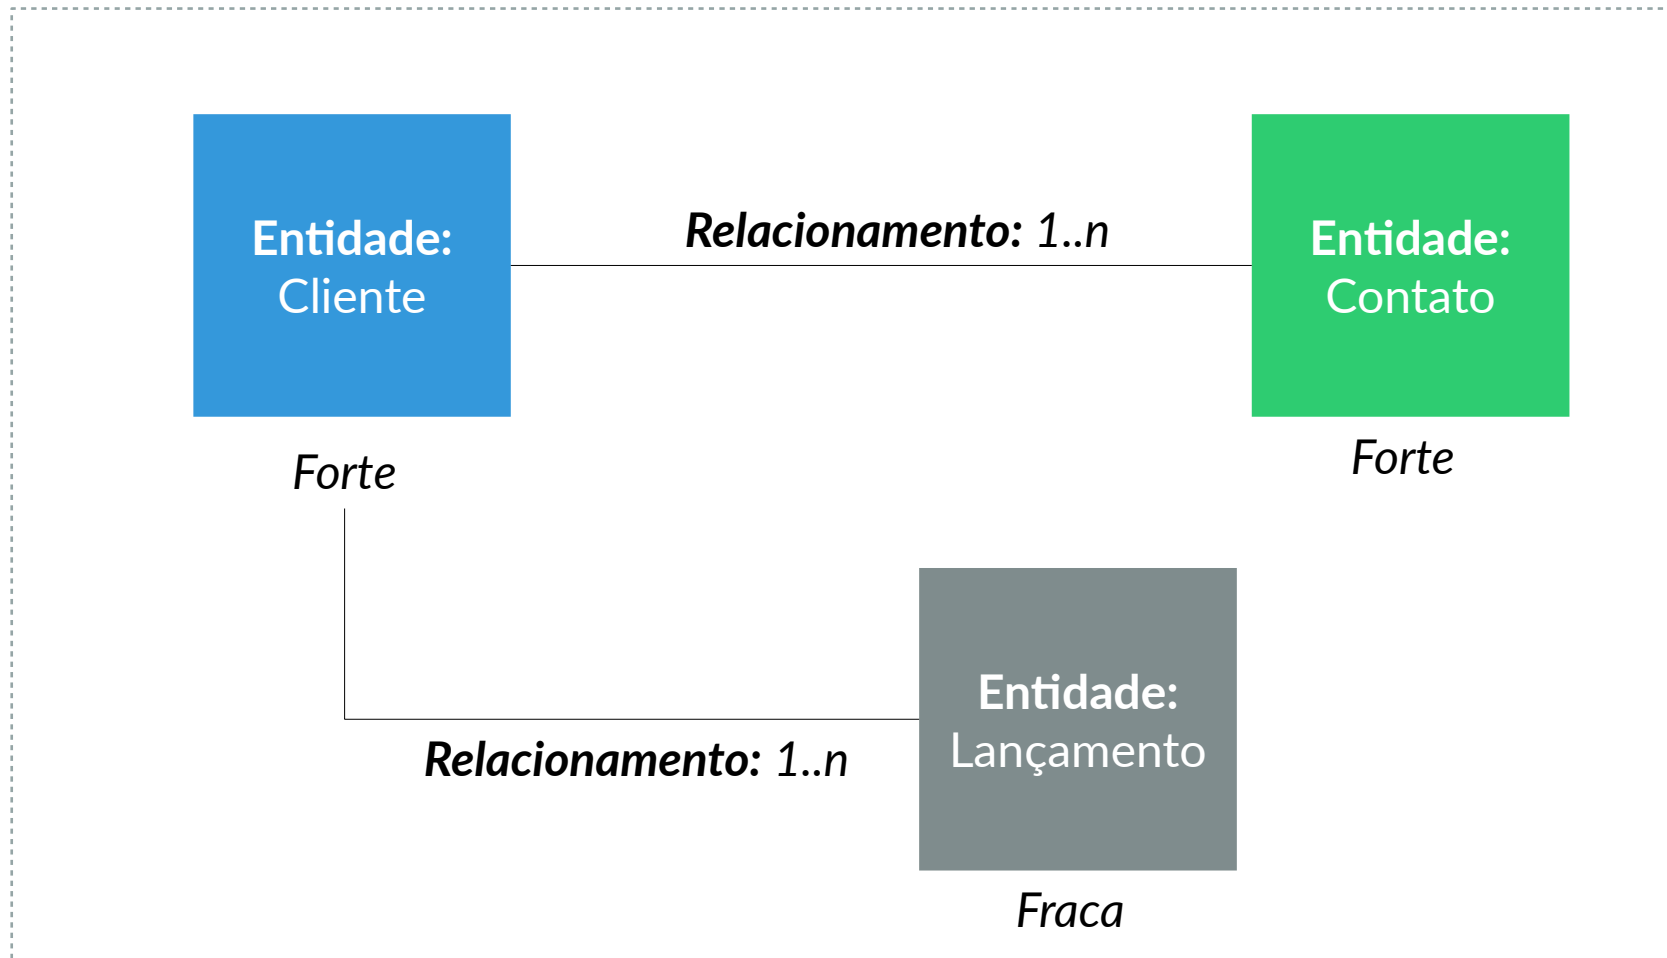 Entidade:
Cliente
Relacionamento: 1..n
Entidade:
Contato
Forte
Forte
Entidade:
Lançamento
Relacionamento: 1..n
Fraca